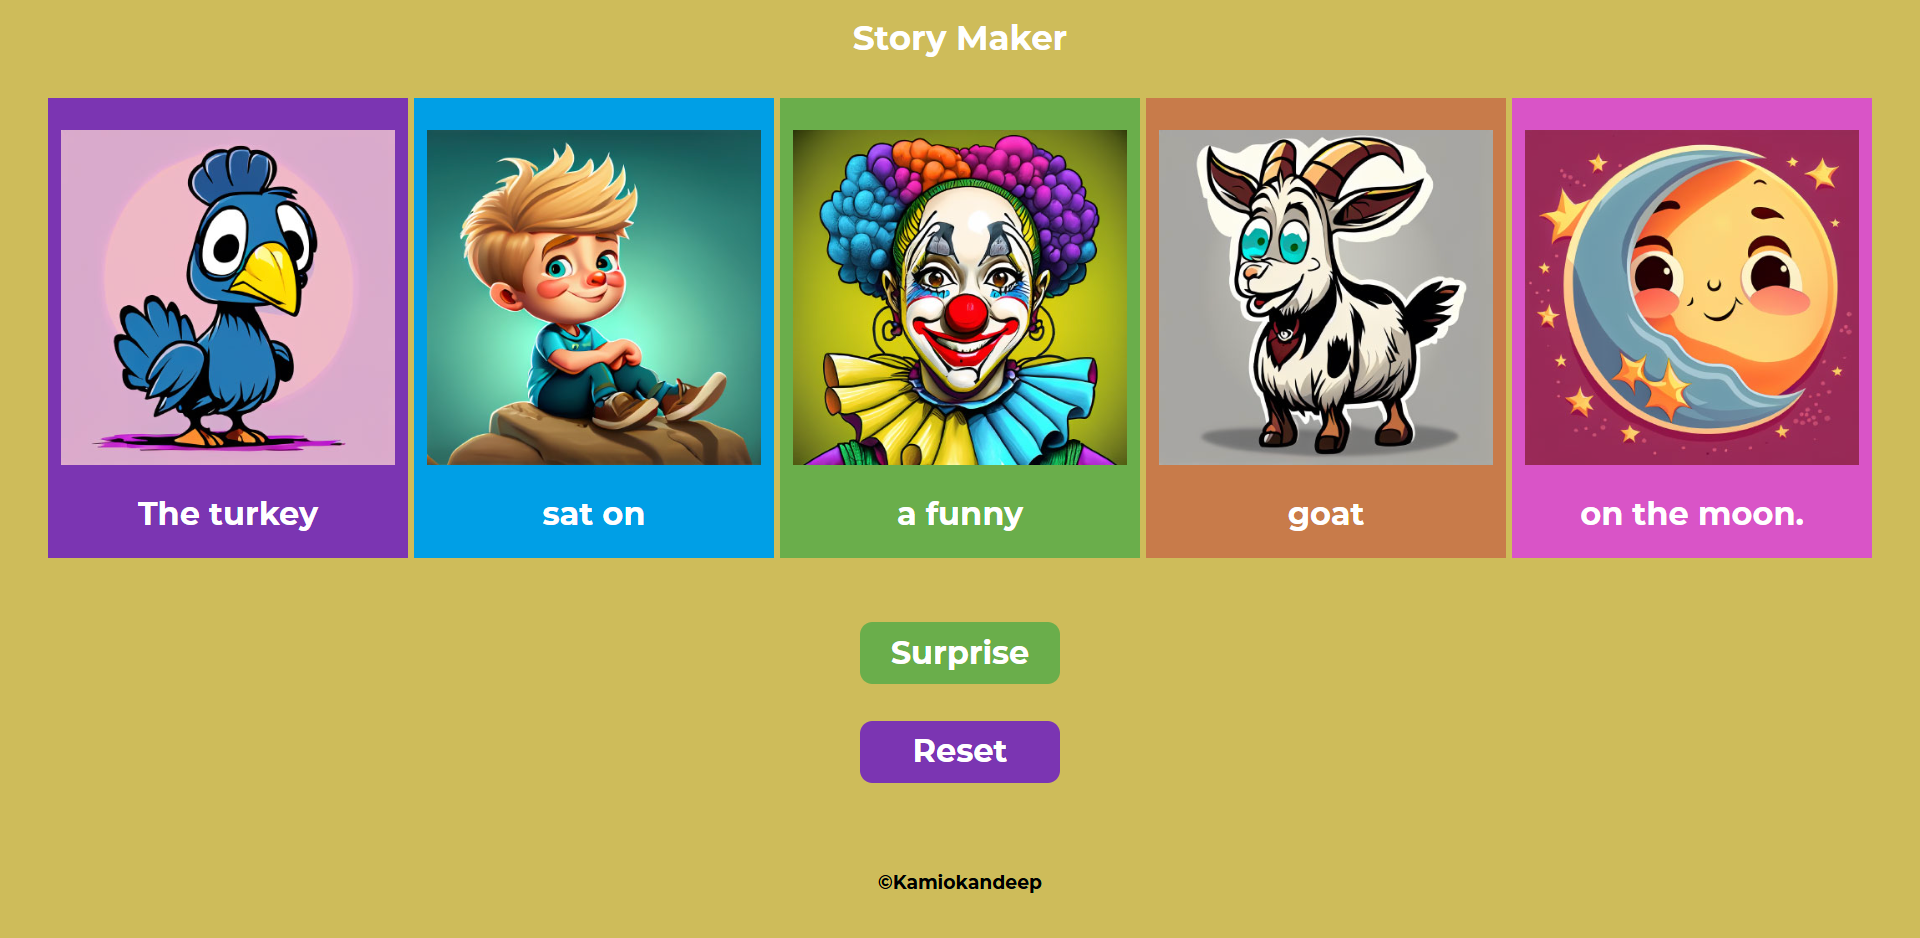 Story Maker
The turkey
sat on
a funny
goat
on the moon.
Surprise
Reset
©Kamiokandeep